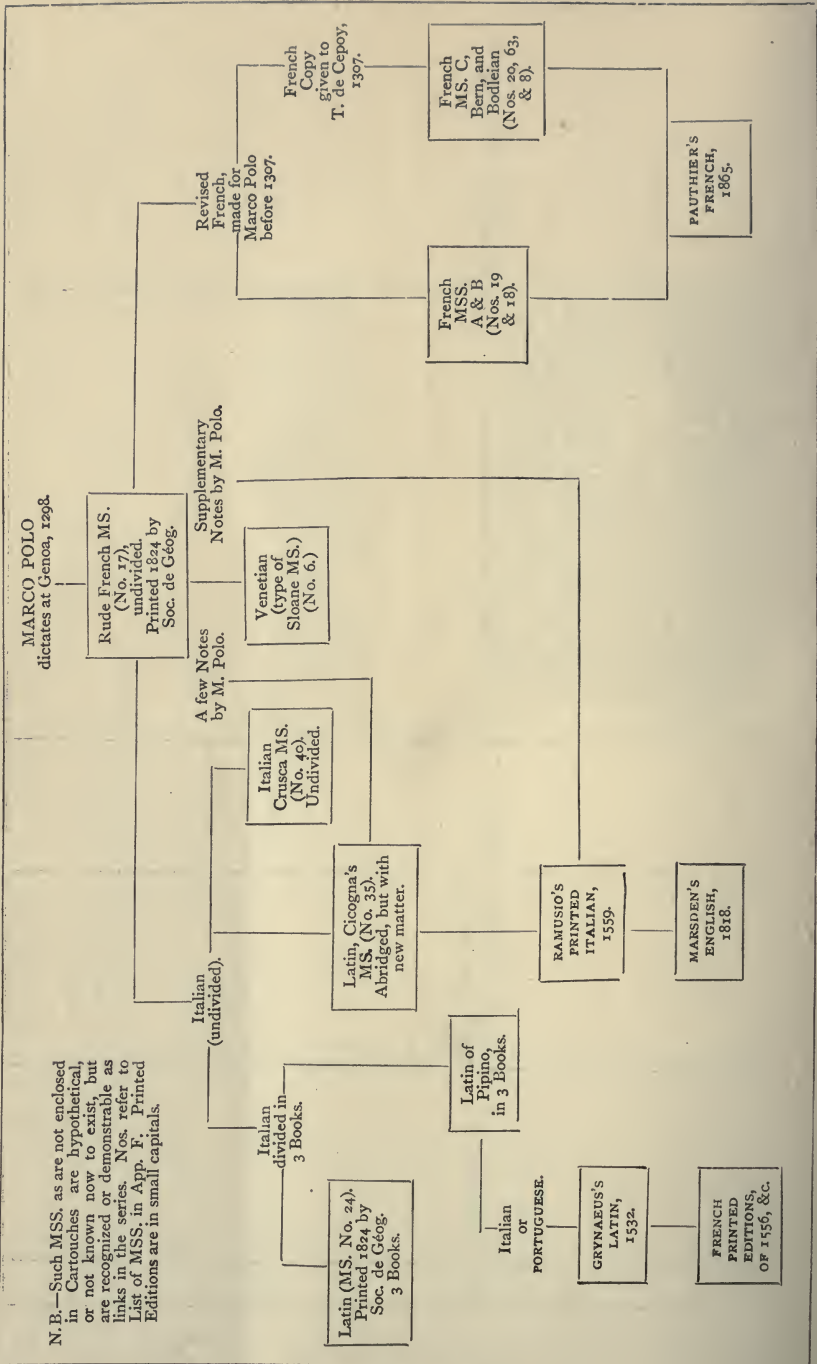 MARCO POLO
dictates at Genoa, 1298.
N.B.—Such MSS. as are not enclosed
in Cartouches are hypothetical,
or not known now to exist, but
are recognized or demonstrable as
links in the series. Nos. refer to
List of MSS. in App. F. Printed
Editions are in small capitals.
Rude French MS.
(No. 17),
undivided.
Printed 1824 by
Soc. de Géog.
Italian
(undivided).
A few Notes
by M. Polo.
Supplementary
Notes by M. Polo.
Revised
French,
made for
Marco Polo
before 1307.
Italian
divided in
3 Books.
Italian
Crusca MS.
(No. 40).
Undivided.
Venetian
(type of
Sloane MS.)
(No. 6.)
French
Copy
given to
T. de Cepoy,
1307.
Latin (MS. No. 24).
Printed 1824 by
Soc. de Géog.
3 Books.
Latin of
Pipino,
in 3 Books.
Latin, Cicogna's
MS. (No. 35).
Abridged, but with
new matter.
French
MSS.
A & B
(Nos. 19
& 18).
French
MS. C,
Bern, and
Bodleian
(Nos. 20, 63,
& 8).
Italian
or
PORTUGUESE.
GRYNAEUS'S
LATIN,
1532.
FRENCH
PRINTED
EDITIONS,
OF 1556, &C.
RAMUSIO'S
PRINTED
ITALIAN,
1559.
MARSDEN'S
ENGLISH,
1818.
PAUTHIER'S
FRENCH,
1865.